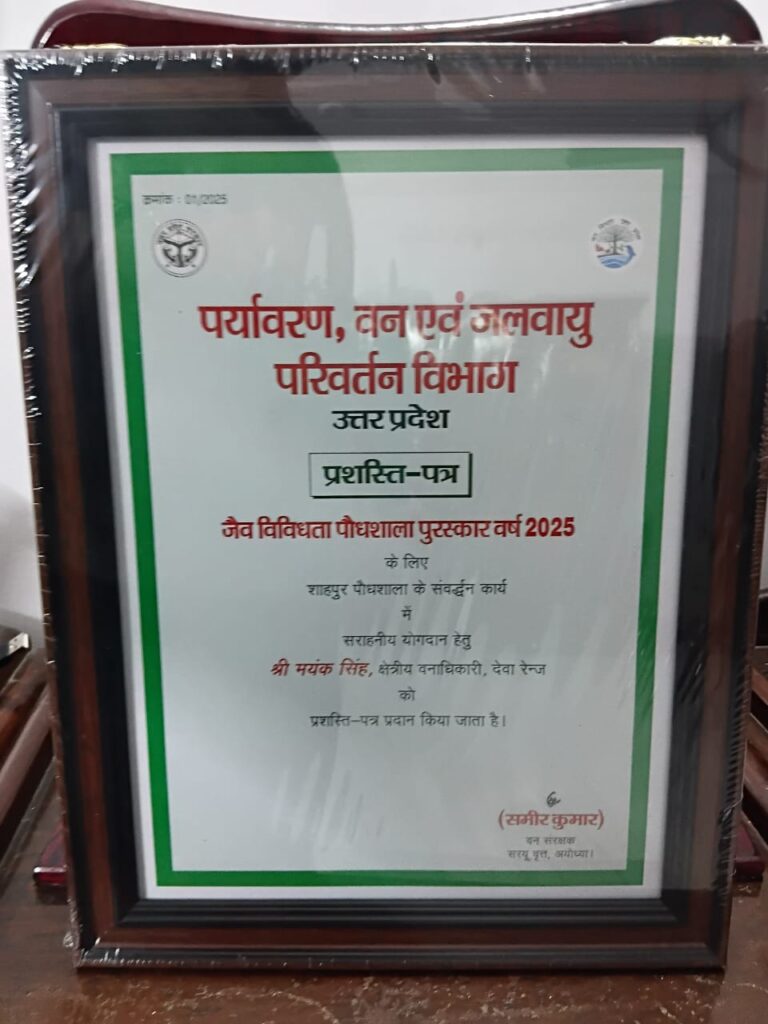 क्रमांक : 01/2025
पर्यावरण, वन एवं जलवायु
परिवर्तन विभाग
उत्तर प्रदेश
प्रशस्ति-पत्र
जैव विविधता पौधशाला पुरस्कार वर्ष 2025
के लिए
शाहपुर पौधशाला के संवर्द्धन कार्य
में
सराहनीय योगदान हेतु
श्री मयंक सिंह, क्षेत्रीय वनाधिकारी, देवा रेन्ज
को
प्रशस्ति-पत्र प्रदान किया जाता है।
(समीर कुमार)
वन संरक्षक
सरयू वृत्त, अयोध्या।